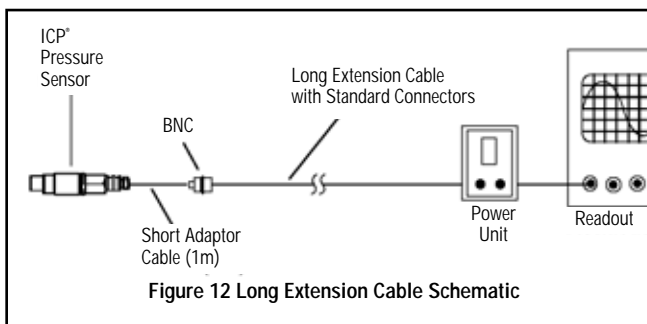 ICP®
Pressure
Sensor
Long Extension Cable
with Standard Connectors
BNC
Short Adaptor
Cable (1m)
Power
Unit
Readout
Figure 12 Long Extension Cable Schematic